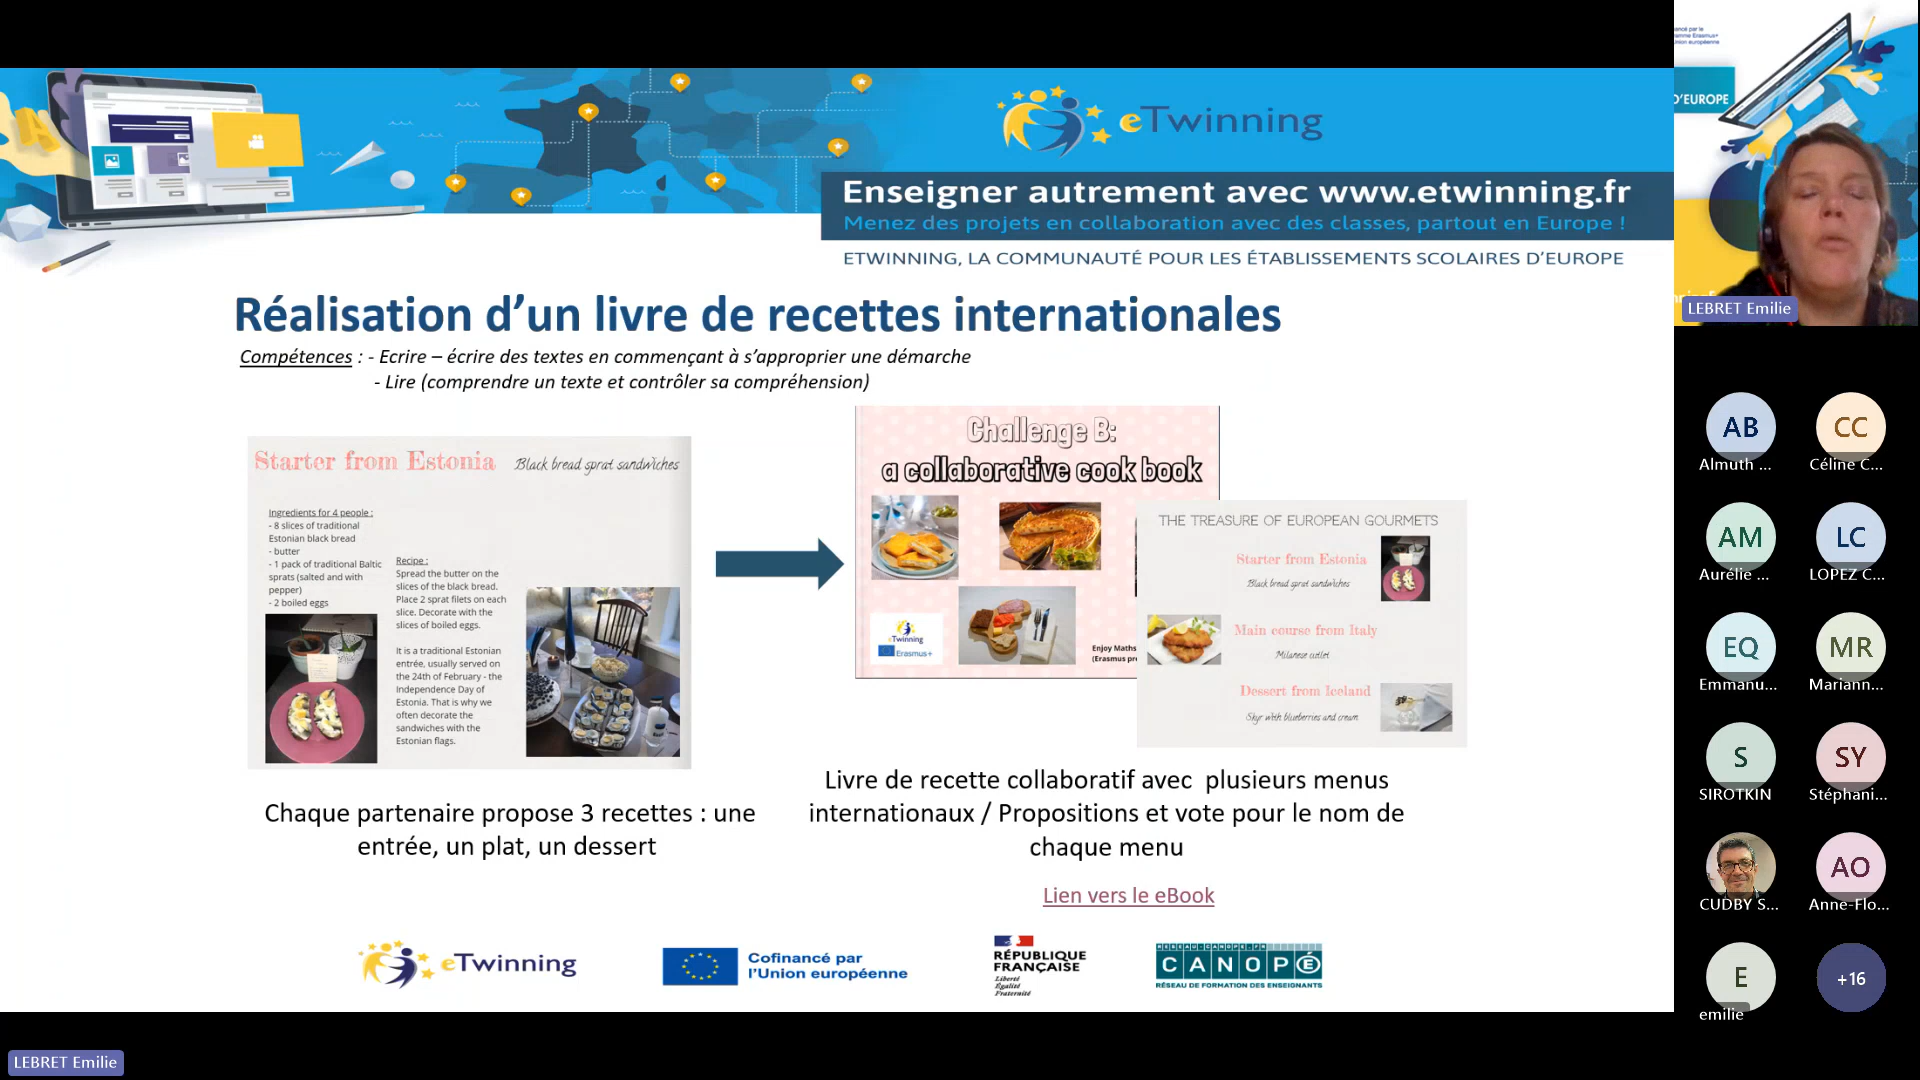 eTwinning
Enseigner autrement avec www.etwinning.fr
Menez des projets en collaboration avec des classes, partout en Europe !
ETWINNING, LA COMMUNAUTÉ POUR LES ÉTABLISSEMENTS SCOLAIRES D'EUROPE
Réalisation d'un livre de recettes internationales
Compétences : - Ecrire – écrire des textes en commençant à s'approprier une démarche
- Lire (comprendre un texte et contrôler sa compréhension)
Starter from Estonia
Black bread sprat sandwiches
Ingredients for 4 people :
- 8 slices of traditional
Estonian black bread
- butter
- 1 pack of traditional Baltic
sprats (salted and with
pepper)
- 2 boiled eggs
Recipe :
Spread the butter on the
slices of the black bread.
Place 2 sprat filets on each
slice. Decorate with the
slices of boiled eggs.
It is a traditional Estonian
entrée, usually served on
the 24th of February - the
Independence Day of
Estonia. That is why we
often decorate the
sandwiches with the
Estonian flags.
Challenge B:
a collaborative cook book
eTwinning
Erasmus+
Enjoy Maths
(Erasmus pr
THE TREASURE OF EUROPEAN GOURMETS
Starter from Estonia
Black bread sprat sandwiches
Main course from Italy
Milanese cutlet
Dessert from Iceland
Skyr with blueberries and cream
Chaque partenaire propose 3 recettes : une
entrée, un plat, un dessert
Livre de recette collaboratif avec plusieurs menus
internationaux / Propositions et vote pour le nom de
chaque menu
Lien vers le eBook
eTwinning
Cofinancé par
l'Union européenne
RÉPUBLIQUE
FRANÇAISE
Liberté
Égalité
Fraternité
RESEAU-CANOPE.FR
CANOPÉ
RÉSEAU DE FORMATION DES ENSEIGNANTS
LEBRET Emilie
D'EUROPE
LEBRET Emilie
AB
Almuth ...
CC
Céline C...
AM
Aurélie ...
LC
LOPEZ C...
EQ
Emmanu...
MR
Mariann...
S
SIROTKIN
SY
Stéphani...
CUDBY S...
AO
Anne-Flo...
E
emilie
+16